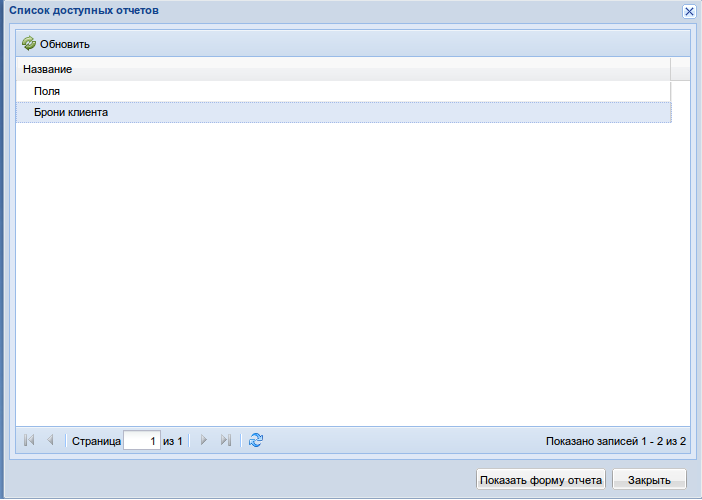 Список доступных отчетов
Обновить
Название
Поля
Брони клиента
Страница 1 из 1
Показано записей 1 - 2 из 2
Показать форму отчета Закрыть